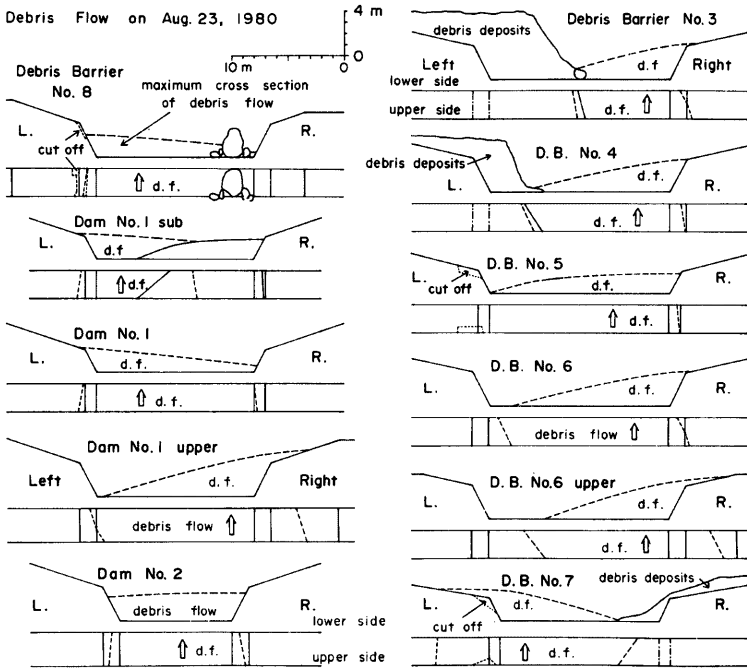 Debris Flow on Aug. 23, 1980
4 m
0
10 m
0
Debris Barrier
No. 8
maximum cross section
of debris flow
L.
R.
cut off
d.f.
Dam No. 1 sub
L.
d.f
R.
d.f.
Dam No. 1
L.
d.f.
R.
d.f.
Dam No. 1 upper
Left
d.f.
Right
debris flow
Dam No. 2
L.
debris flow
R.
lower side
upper side
d.f.
Debris Barrier No. 3
debris deposits
Left
d.f
Right
lower side
upper side
d.f.
D.B. No. 4
debris deposits
L.
d.f.
R.
d.f.
D.B. No. 5
L.
cut off
d.f.
R.
d.f.
D.B. No. 6
L.
d.f.
R.
debris flow
D.B. No.6 upper
L.
d.f.
R.
d.f.
D.B. No.7
debris deposits
L.
d.f.
R.
cut off
d.f.